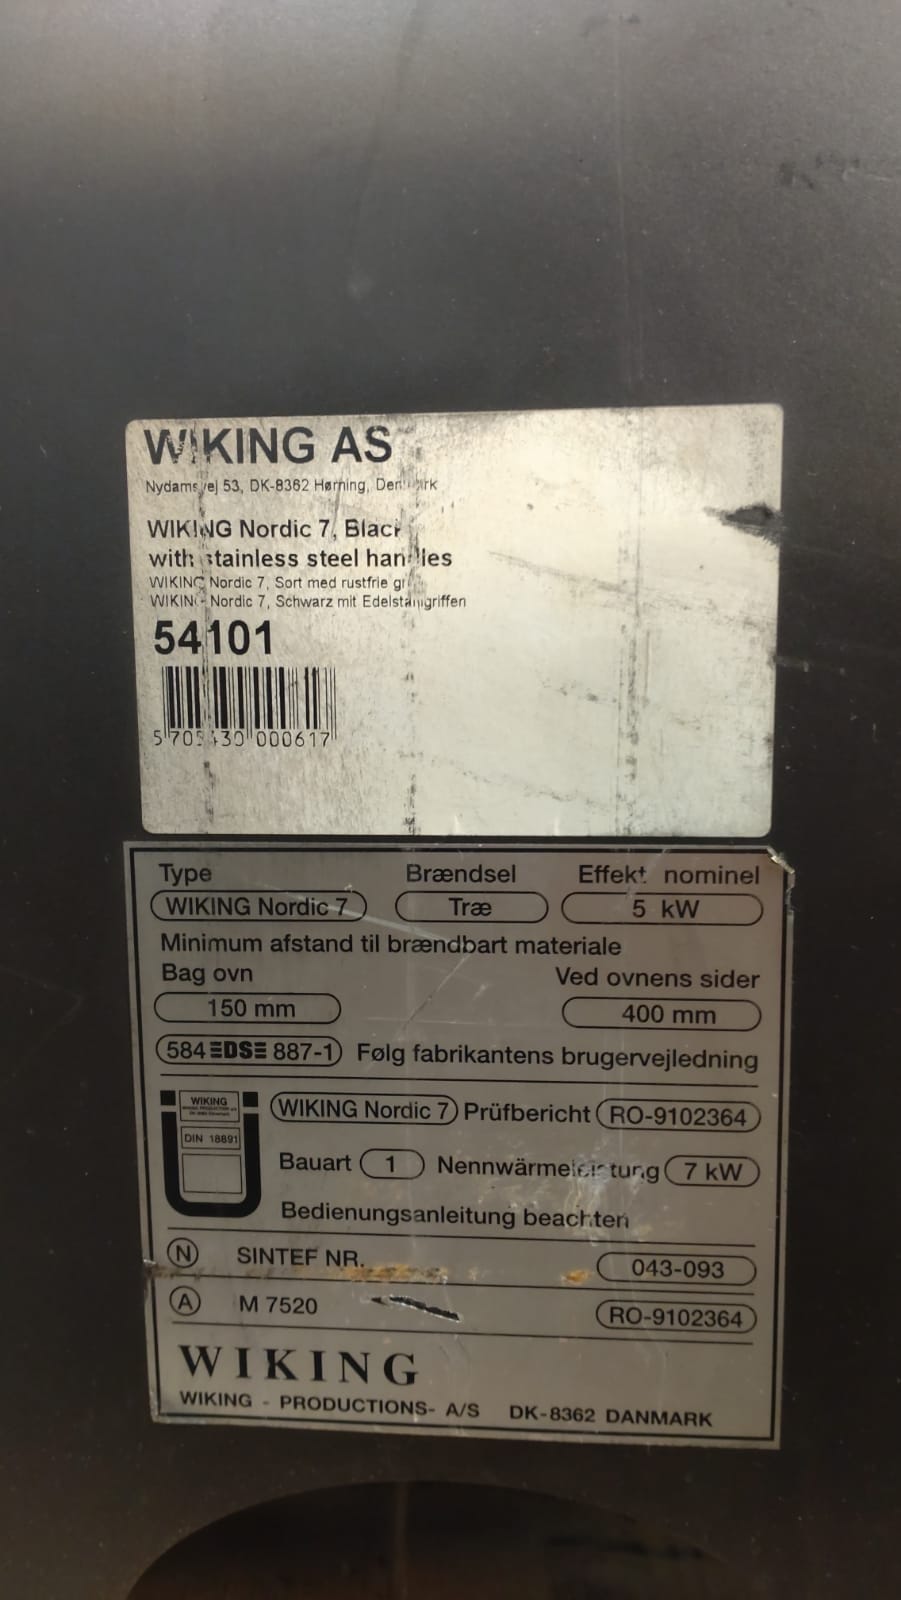 WIKING AS
Nydamsvej 53, DK-8362 Hørning, Denmark
WIKING Nordic 7, Black
with stainless steel handles
WIKING Nordic 7, Sort med rustfrie
WIKING Nordic 7, Schwarz mit Edelstahlgriffen
54101
5 705430 000617
Type Brændsel Effekt nominel
WIKING Nordic 7 Træ 5 kW
Minimum afstand til brændbart materiale
Bag ovn Ved ovnens sider
150 mm 400 mm
584 DS 887-1 Følg fabrikantens brugervejledning
WIKING
DIN 18891
WIKING Nordic 7 Prüfbericht RO-9102364
Bauart 1 Nennwärmeleistung 7 kW
Bedienungsanleitung beachten
N SINTEF NR. 043-093
A M 7520 RO-9102364
WIKING
WIKING - PRODUCTIONS- A/S DK-8362 DANMARK